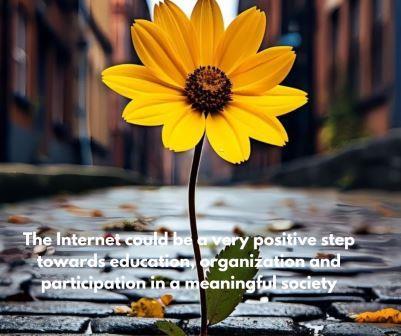 The Internet could be a very positive step
towards education, organization and
participation in a meaningful society